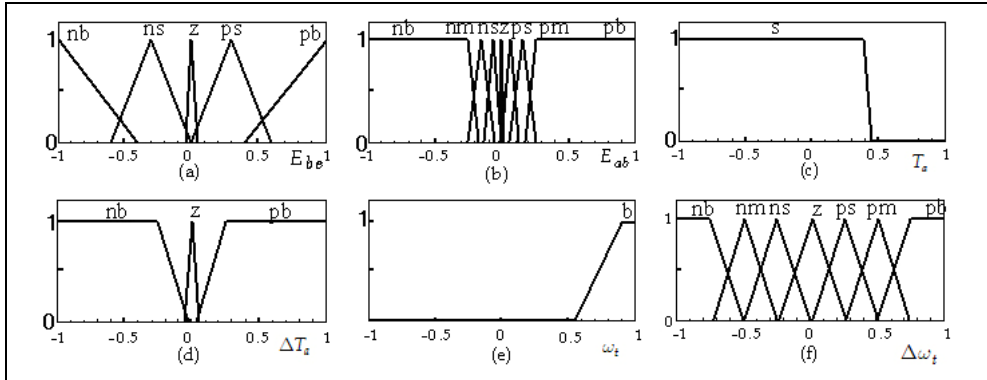 nb ns z ps pb
1
0
-1 -0.5 0 0.5 1
E_be
(a)
nb nm ns z ps pm pb
1
0
-1 -0.5 0 0.5 1
E_ab
(b)
s
1
0
-1 -0.5 0 0.5 1
T_a
(c)
nb z pb
1
0
-1 -0.5 0 0.5 1
ΔT_a
(d)
b
1
0
-1 -0.5 0 0.5 1
ω_t
(e)
nb nm ns z ps pm pb
1
0
-1 -0.5 0 0.5 1
Δω_t
(f)